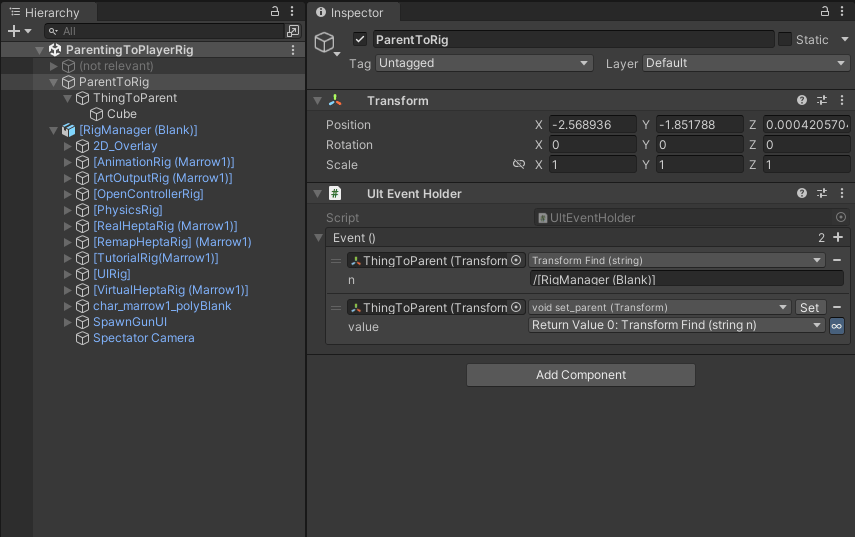 Hierarchy
All
ParentingToPlayerRig
(not relevant)
ParentToRig
ThingToParent
Cube
[RigManager (Blank)]
2D_Overlay
[AnimationRig (Marrow1)]
[ArtOutputRig (Marrow1)]
[OpenControllerRig]
[PhysicsRig]
[RealHeptaRig (Marrow1)]
[RemapHeptaRig] (Marrow1)
[TutorialRig(Marrow1)]
[UIRig]
[VirtualHeptaRig (Marrow1)]
char_marrow1_polyBlank
SpawnGunUI
Spectator Camera
Inspector
ParentToRig
Static
Tag Untagged Layer Default
Transform
Position X -2.568936 Y -1.851788 Z 0.000420570
Rotation X 0 Y 0 Z 0
Scale X 1 Y 1 Z 1
Ult Event Holder
Script UltEventHolder
Event () 2
ThingToParent (Transform Transform Find (string)
n /[RigManager (Blank)]
ThingToParent (Transform void set_parent (Transform) Set
value Return Value 0: Transform Find (string n)
Add Component